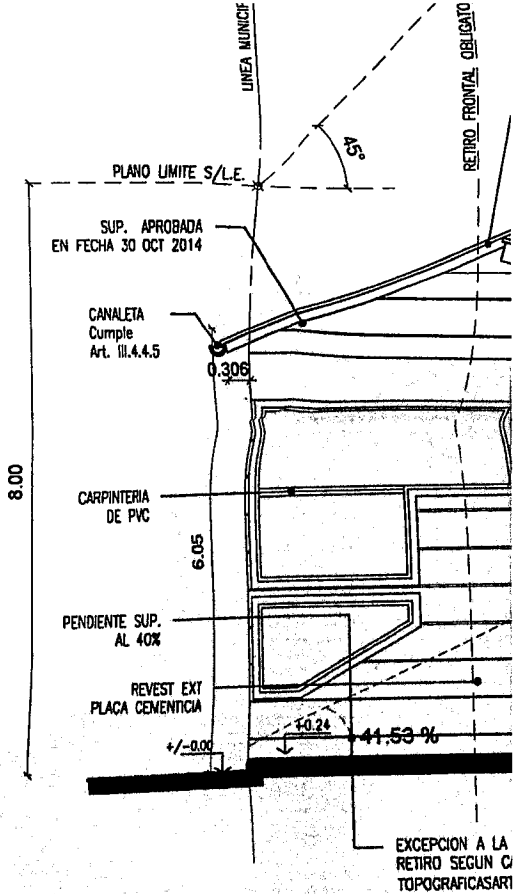 LINEA MUNICIP
RETIRO FRONTAL OBLIGATO
45°
PLANO LIMITE S/L.E.
SUP. APROBADA
EN FECHA 30 OCT 2014
CANALETA
Cumple
Art. III.4.4.5
0.306
8.00
CARPINTERIA
DE PVC
6.05
PENDIENTE SUP.
AL 40%
REVEST EXT
PLACA CEMENTICIA
+0.24
41.53 %
+/-0.00
EXCEPCION A LA
RETIRO SEGUN CA
TOPOGRAFICASART